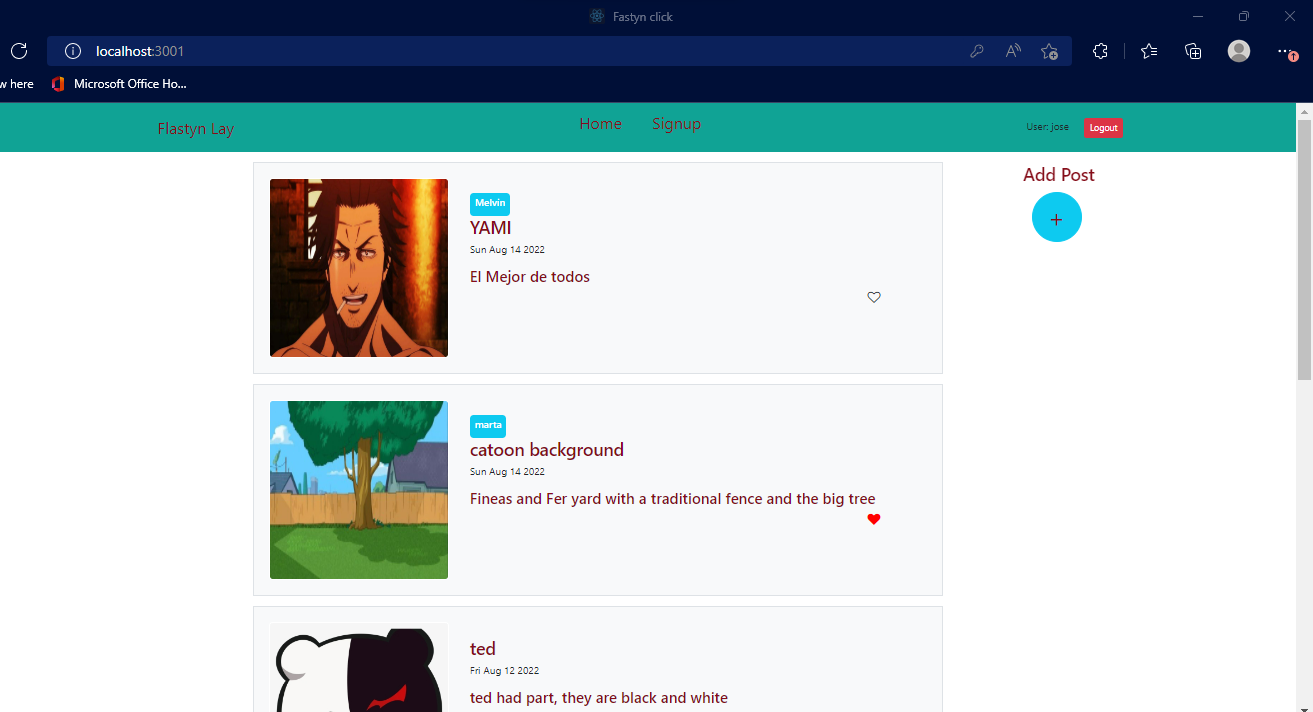 Fastyn click
localhost:3001
w here
Microsoft Office Ho...
Flastyn Lay
Home
Signup
User: jose
Logout
Add Post
+
Melvin
YAMI
Sun Aug 14 2022
El Mejor de todos
marta
catoon background
Sun Aug 14 2022
Fineas and Fer yard with a traditional fence and the big tree
ted
Fri Aug 12 2022
ted had part, they are black and white